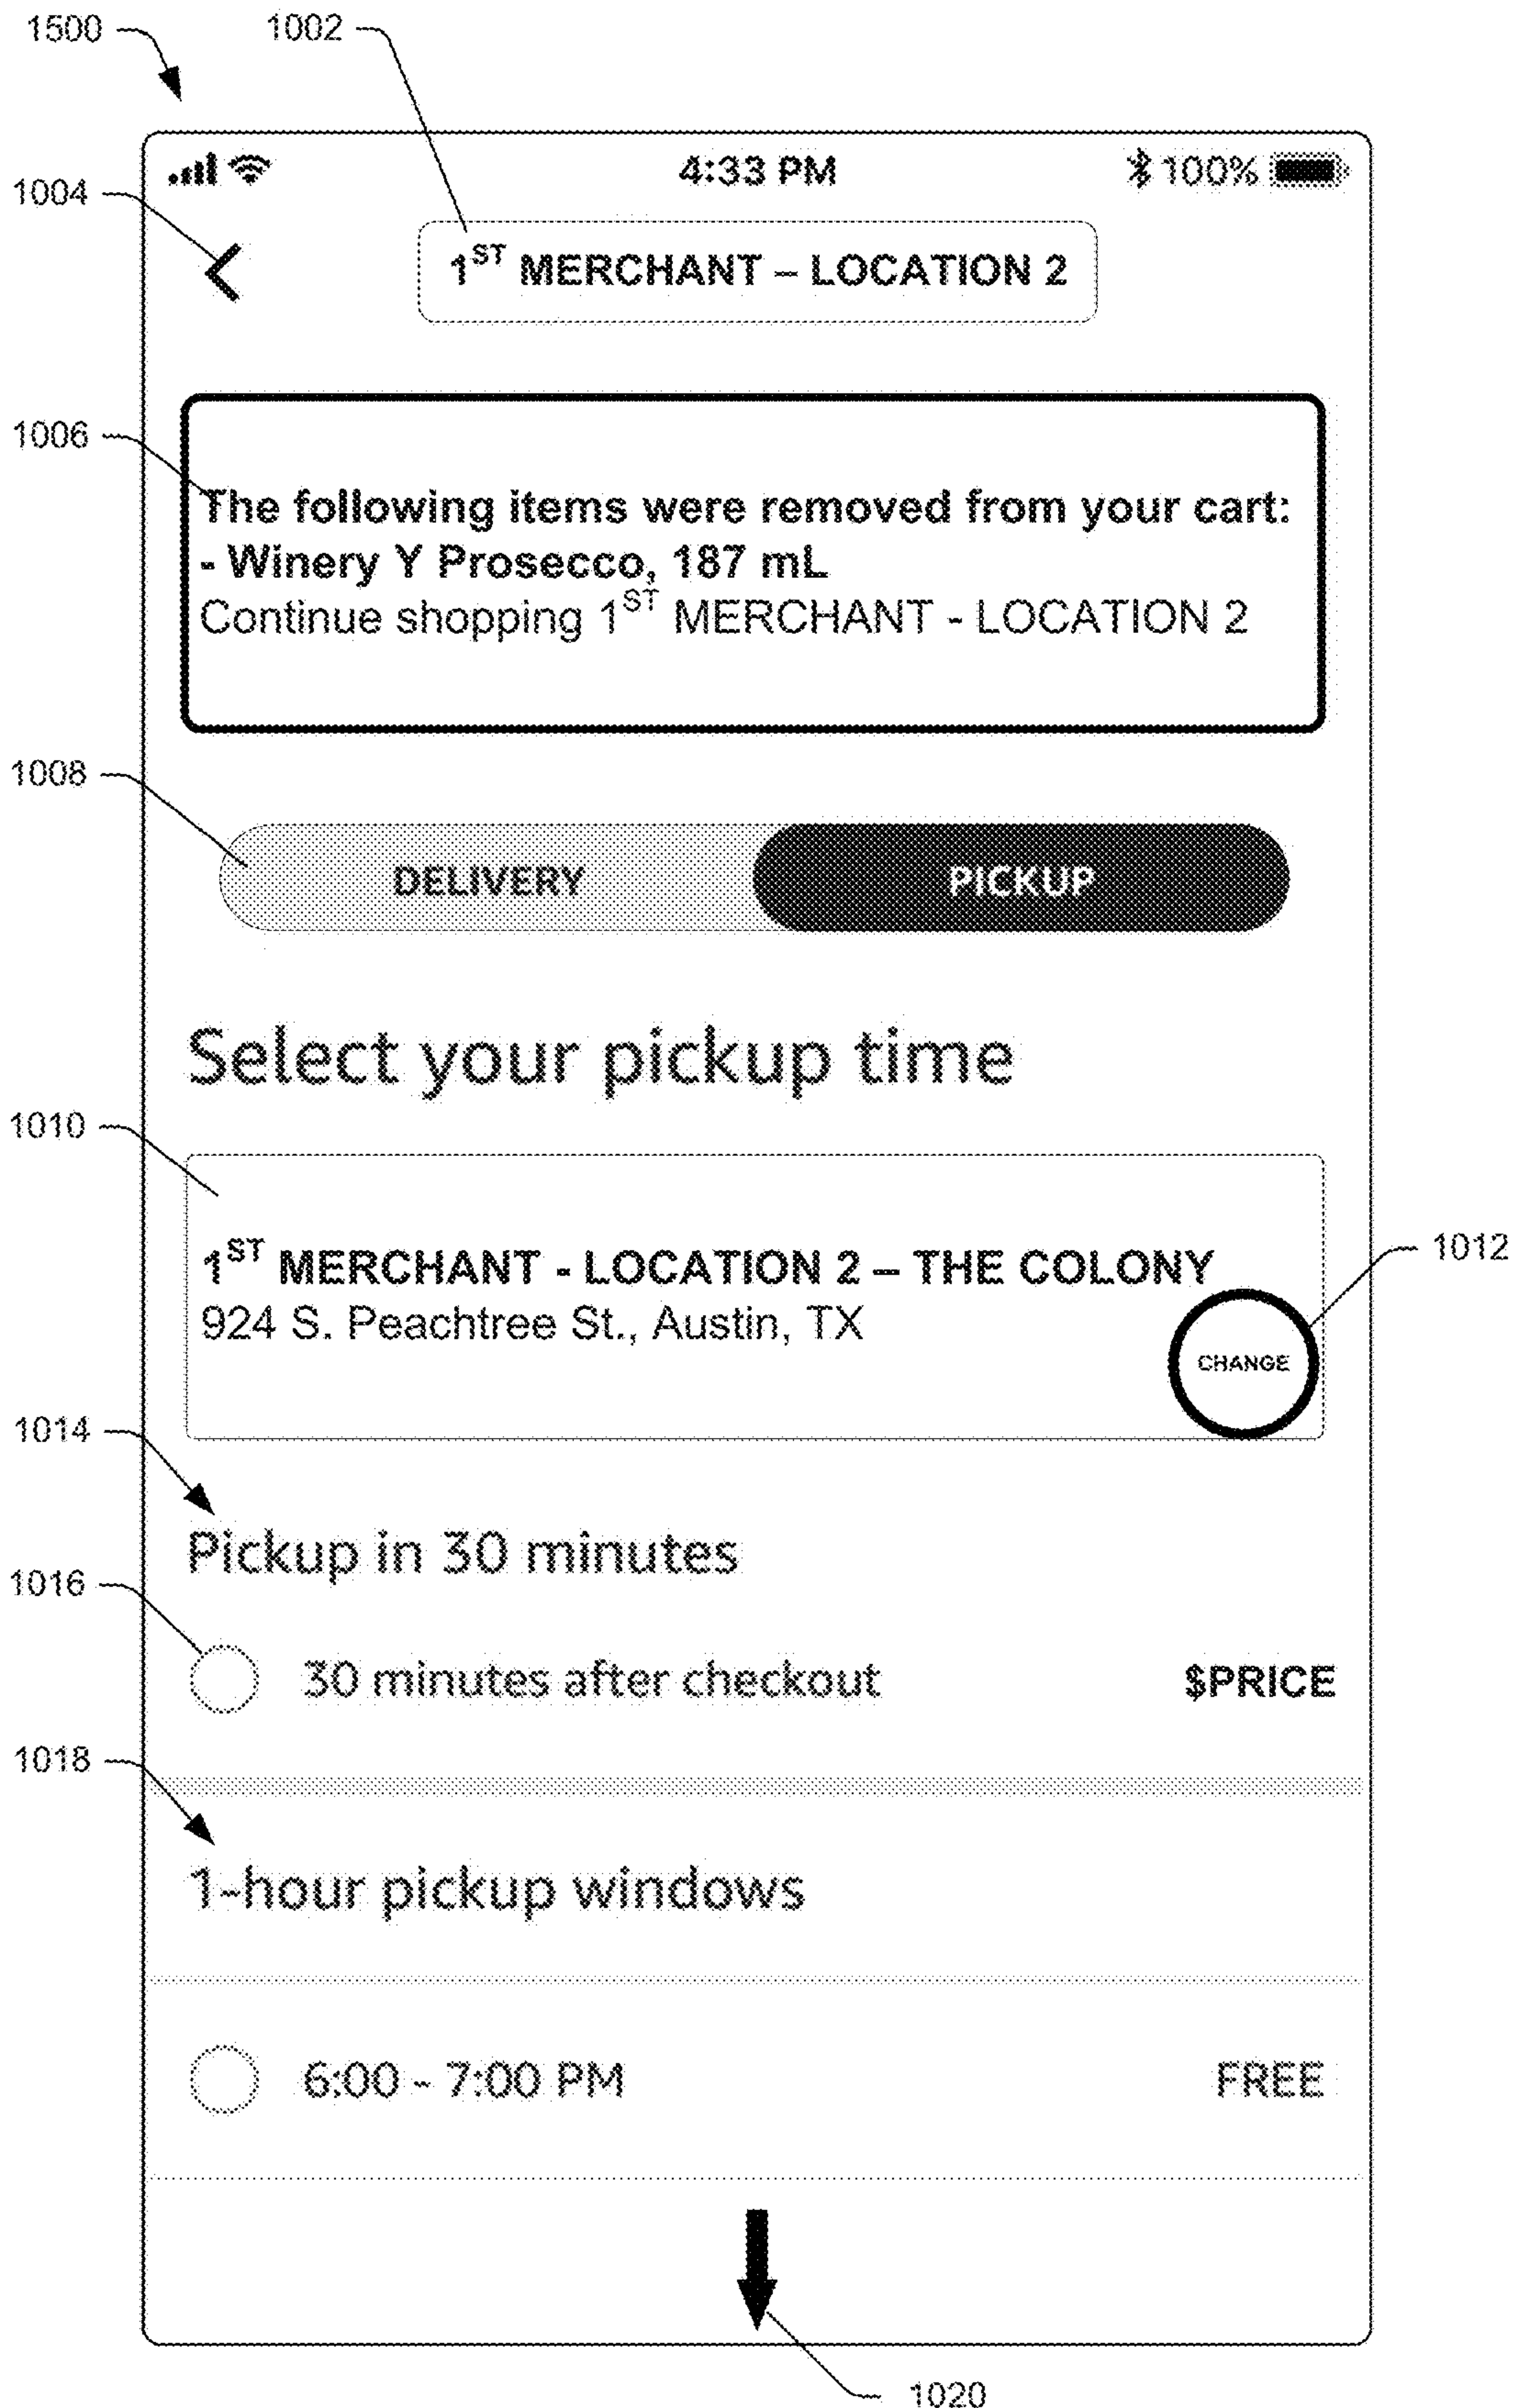 1500
1002
4:33 PM
100%
1004
1ST MERCHANT – LOCATION 2
1006
The following items were removed from your cart:
- Winery Y Prosecco, 187 mL
Continue shopping 1ST MERCHANT - LOCATION 2
1008
DELIVERY
PICKUP
Select your pickup time
1010
1ST MERCHANT - LOCATION 2 – THE COLONY
924 S. Peachtree St., Austin, TX
1012
CHANGE
1014
Pickup in 30 minutes
1016
30 minutes after checkout
$PRICE
1018
1-hour pickup windows
6:00 - 7:00 PM
FREE
1020